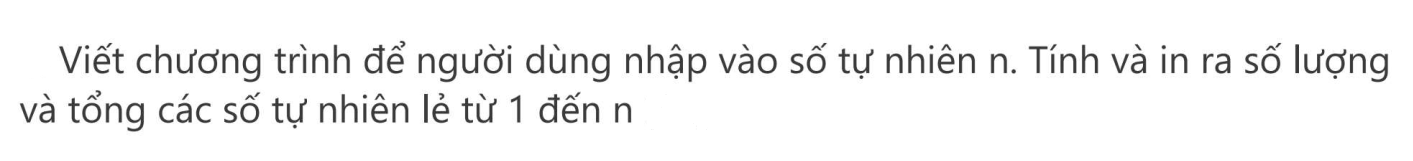 Viết chương trình để người dùng nhập vào số tự nhiên n. Tính và in ra số lượng
và tổng các số tự nhiên lẻ từ 1 đến n